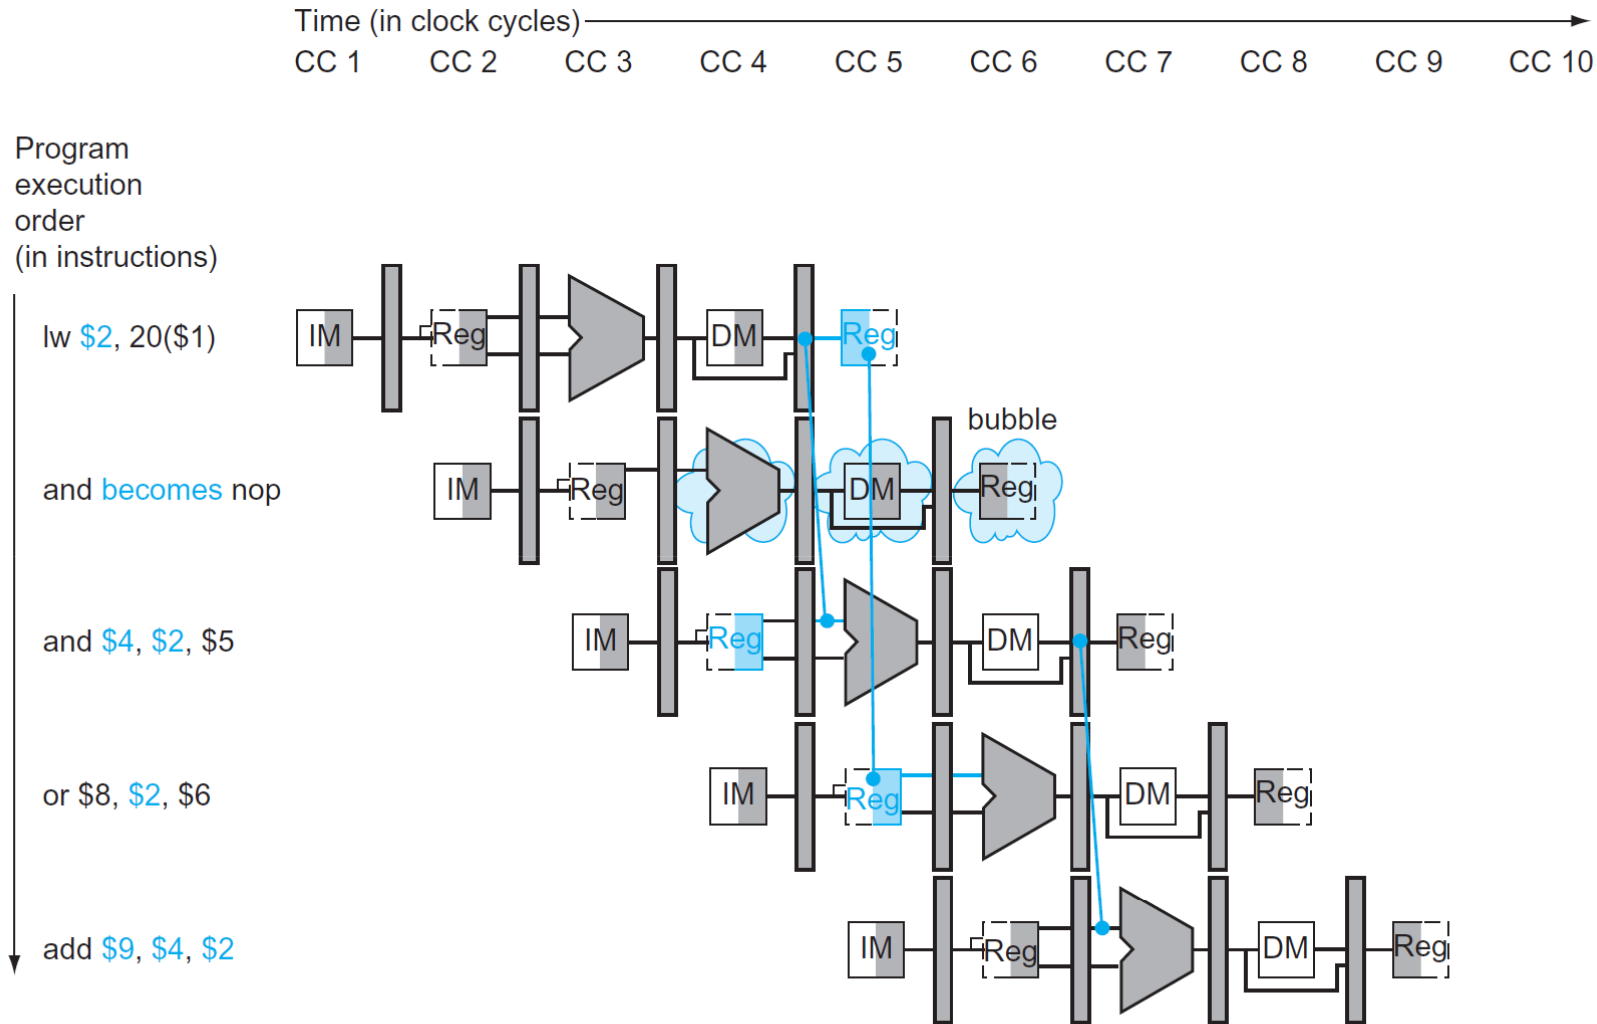 Time (in clock cycles)
CC 1 CC 2 CC 3 CC 4 CC 5 CC 6 CC 7 CC 8 CC 9 CC 10
Program
execution
order
(in instructions)
lw $2, 20($1)
IM Reg DM Reg
bubble
and becomes nop
IM Reg DM Reg
and $4, $2, $5
IM Reg DM Reg
or $8, $2, $6
IM Reg DM Reg
add $9, $4, $2
IM Reg DM Reg